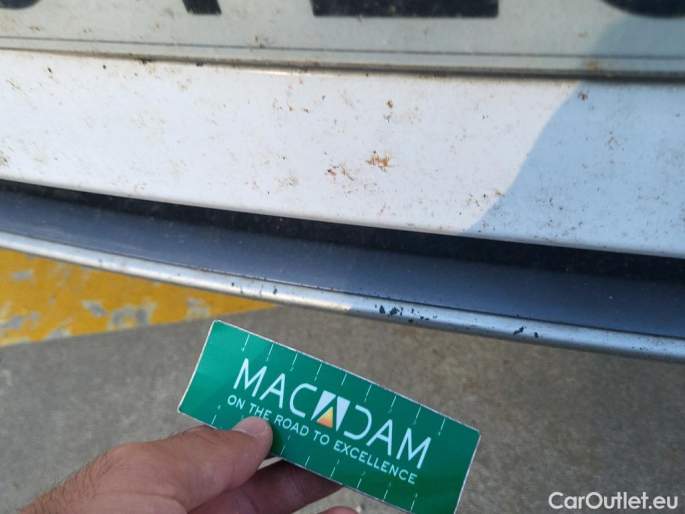 MACADAM
ON THE ROAD TO EXCELLENCE
CarOutlet.eu